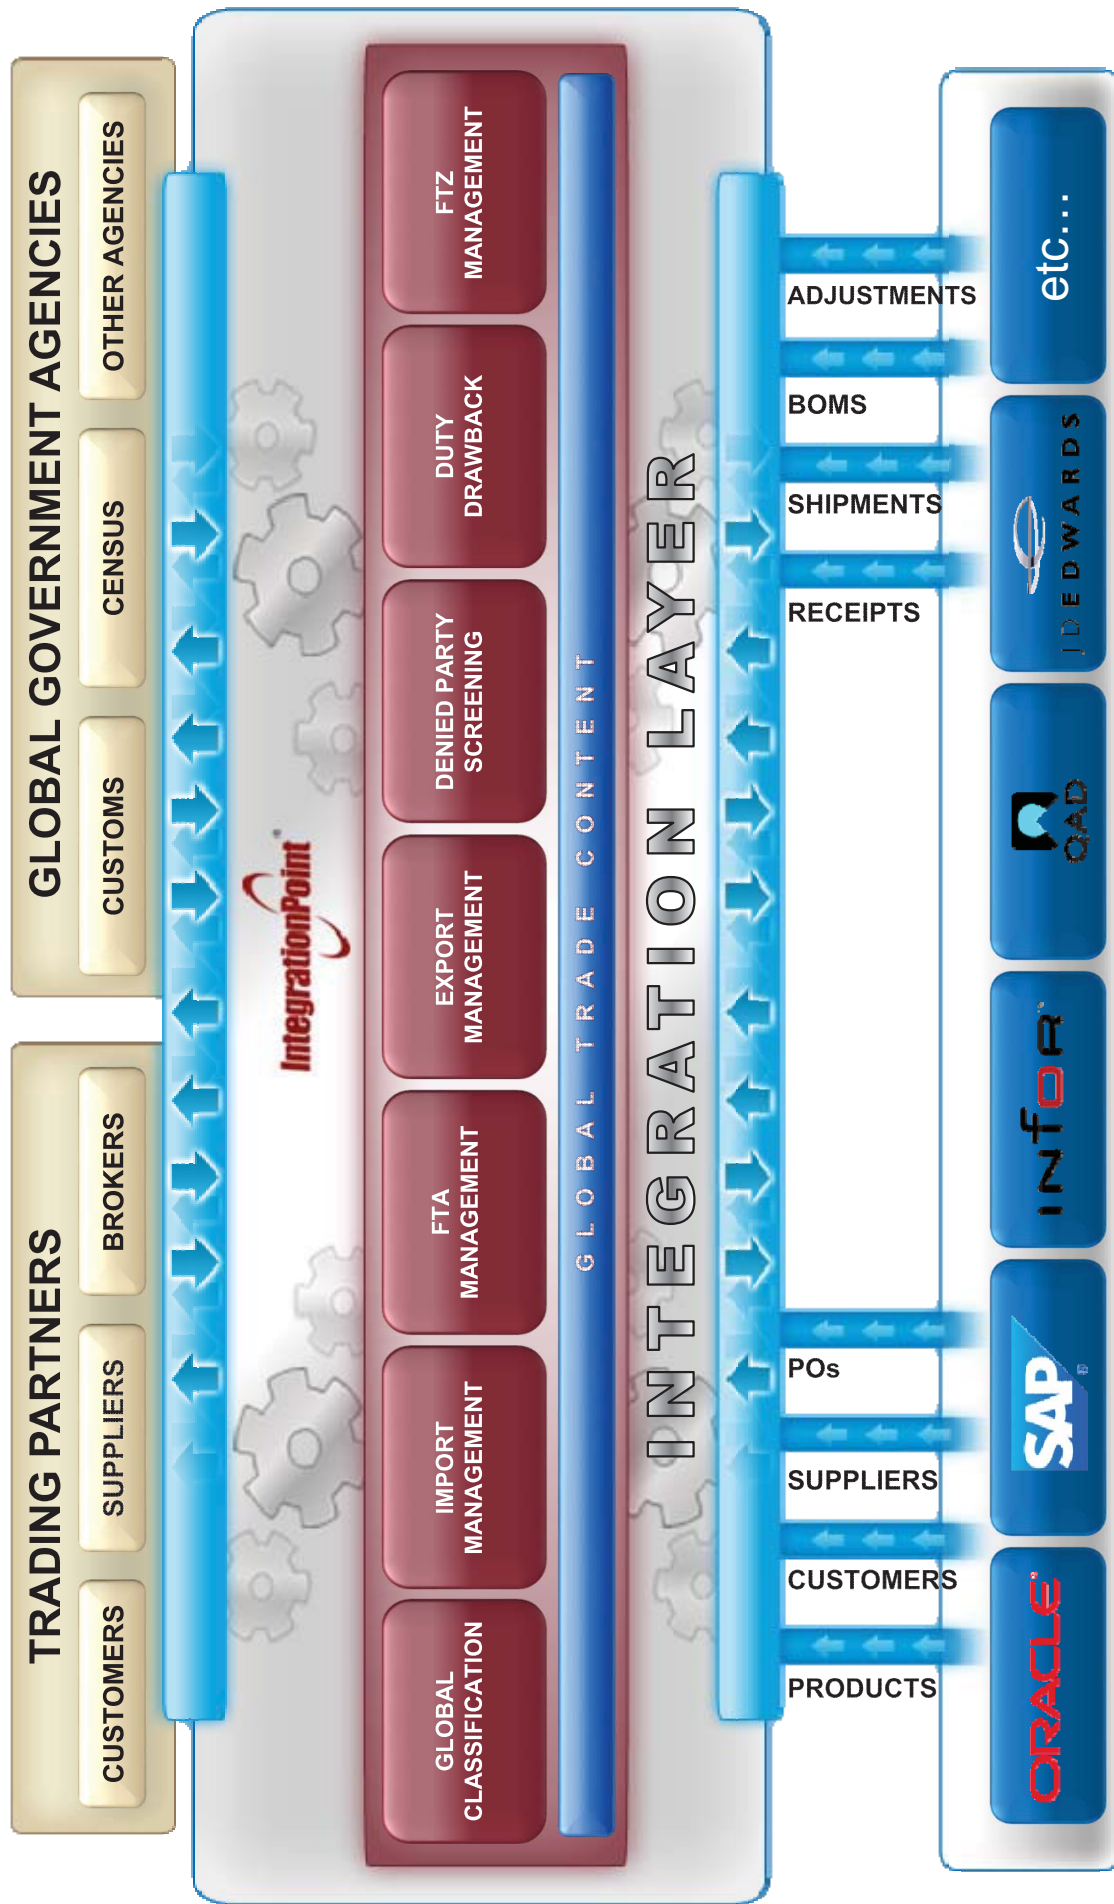 TRADING PARTNERS
CUSTOMERS
SUPPLIERS
BROKERS
GLOBAL GOVERNMENT AGENCIES
CUSTOMS
CENSUS
OTHER AGENCIES
IntegrationPoint®
GLOBAL
CLASSIFICATION
IMPORT
MANAGEMENT
FTA
MANAGEMENT
EXPORT
MANAGEMENT
DENIED PARTY
SCREENING
DUTY
DRAWBACK
FTZ
MANAGEMENT
GLOBAL TRADE CONTENT
INTEGRATION LAYER
PRODUCTS
CUSTOMERS
SUPPLIERS
POs
RECEIPTS
SHIPMENTS
BOMS
ADJUSTMENTS
ORACLE®
SAP®
infor
QAD
JDEDWARDS
etc...